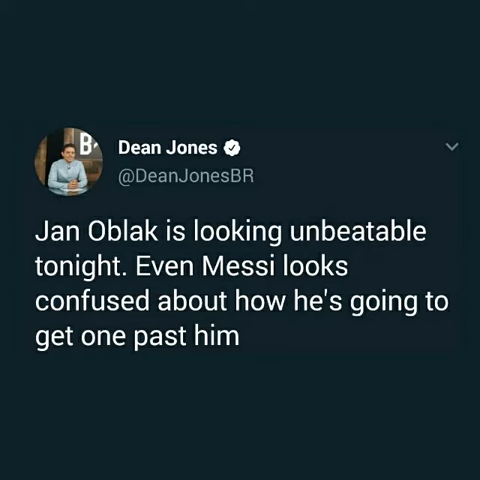 B
Dean Jones
@DeanJonesBR
Jan Oblak is looking unbeatable
tonight. Even Messi looks
confused about how he's going to
get one past him